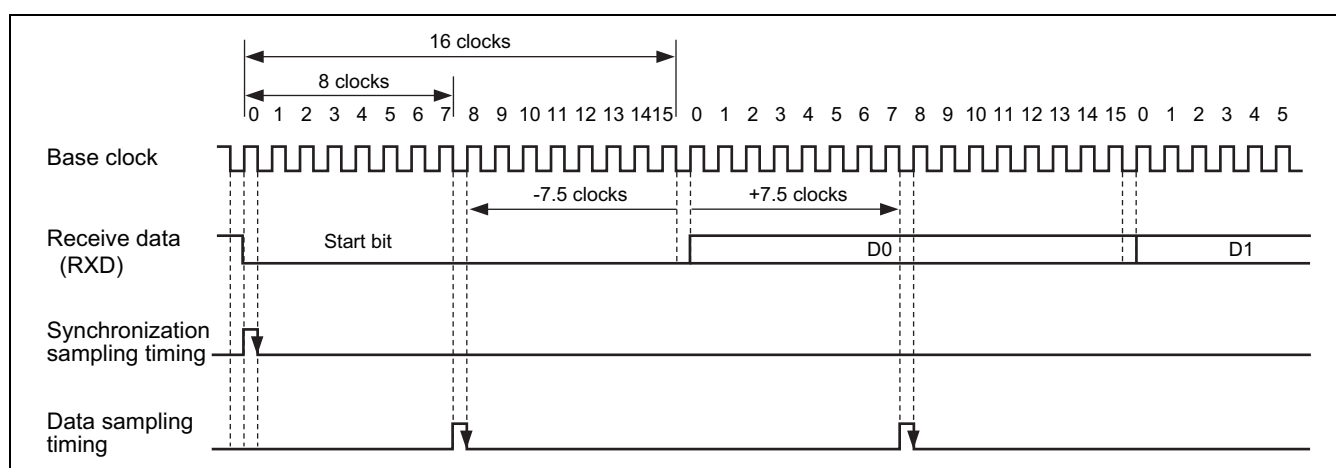 16 clocks
8 clocks
0 1 2 3 4 5 6 7 8 9 10 11 12 13 1415 0 1 2 3 4 5 6 7 8 9 10 11 12 13 14 15 0 1 2 3 4 5
Base clock
-7.5 clocks +7.5 clocks
Receive data
(RXD)
Start bit D0 D1
Synchronization
sampling timing
Data sampling
timing